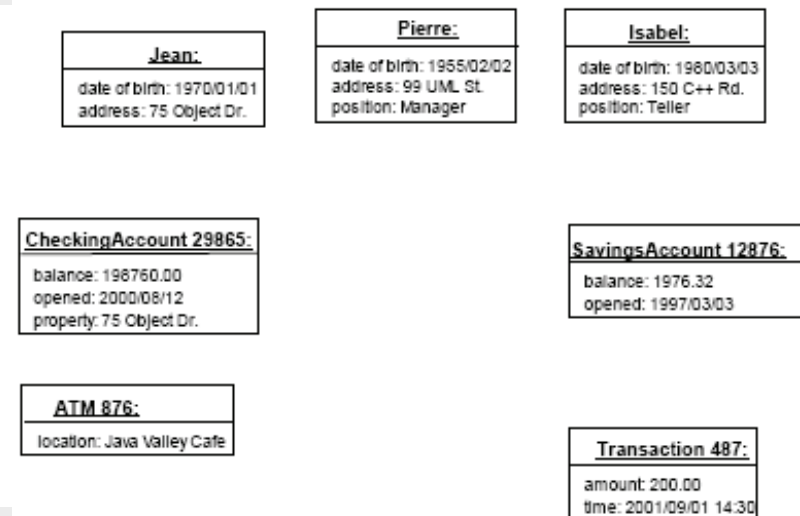 Jean:
date of birth: 1970/01/01
address: 75 Object Dr.
Pierre:
date of birth: 1955/02/02
address: 99 UML St.
position: Manager
Isabel:
date of birth: 1980/03/03
address: 150 C++ Rd.
position: Teller
CheckingAccount 29865:
balance: 198760.00
opened: 2000/08/12
property: 75 Object Dr.
SavingsAccount 12876:
balance: 1976.32
opened: 1997/03/03
ATM 876:
location: Java Valley Cafe
Transaction 487:
amount: 200.00
time: 2001/09/01 14:30